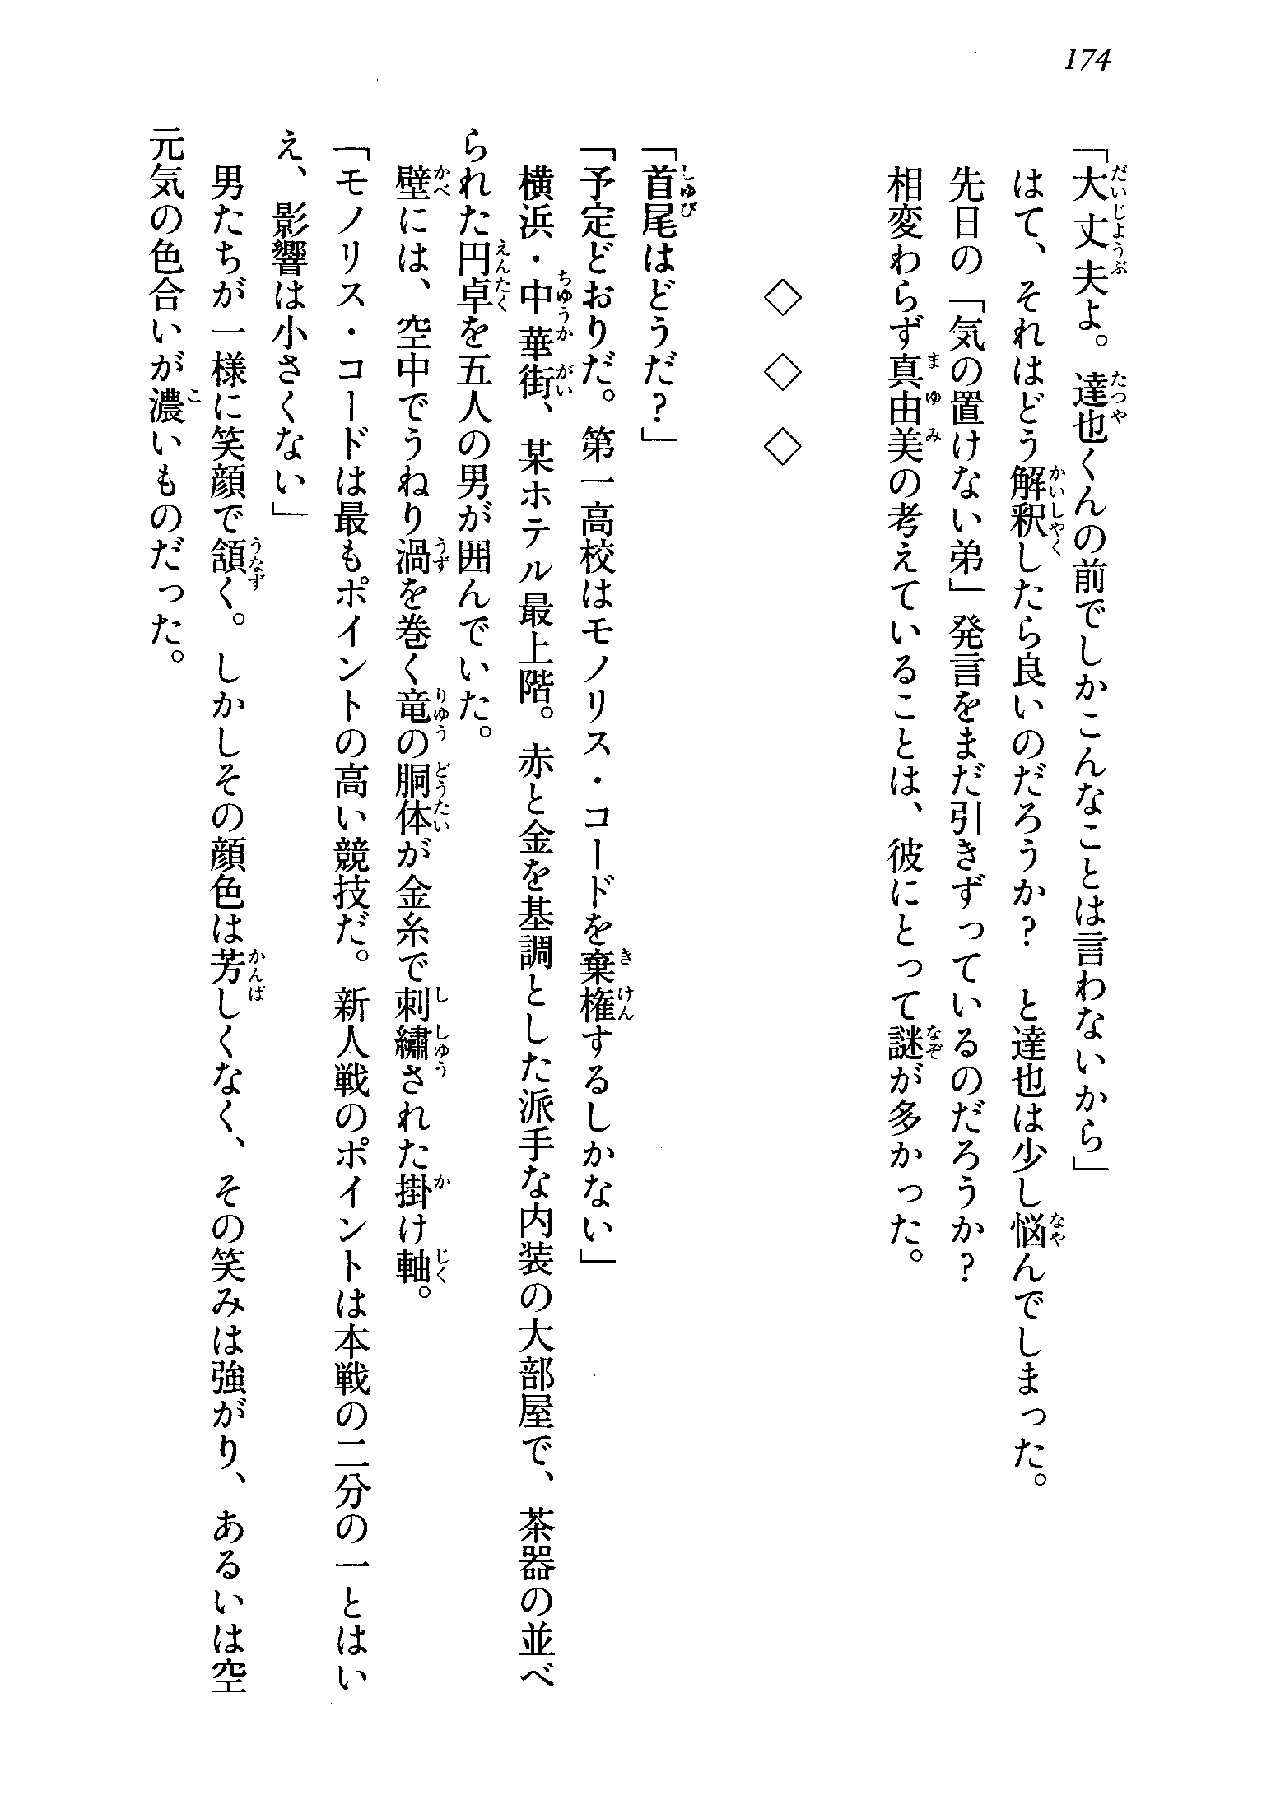 174
「大丈夫よ。達也くんの前でしかこんなことは言わないから」
はて、それはどう解釈したら良いのだろうか？　と達也は少し悩んでしまった。
先日の「気の置けない弟」発言をまだ引きずっているのだろうか？
相変わらず真由美の考えていることは、彼にとって謎が多かった。
◇　◇　◇
「首尾はどうだ？」
「予定どおりだ。第一高校はモノリス・コードを棄権するしかない」
横浜・中華街、某ホテル最上階。赤と金を基調とした派手な内装の大部屋で、茶器の並べ
られた円卓を五人の男が囲んでいた。
壁には、空中でうねり渦を巻く竜の胴体が金糸で刺繍された掛け軸。
「モノリス・コードは最もポイントの高い競技だ。新人戦のポイントは本戦の二分の一とはい
え、影響は小さくない」
男たちが一様に笑顔で頷く。しかしその顔色は芳しくなく、その笑みは強がり、あるいは空
元気の色合いが濃いものだった。